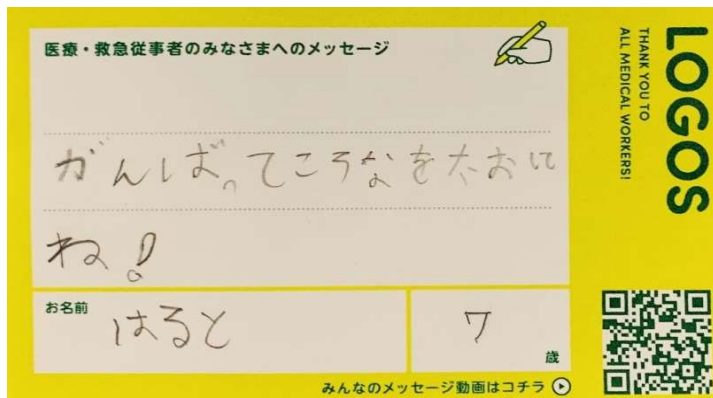 医療・救急従事者のみなさまへのメッセージ
がんばってころなを太おして
ね!
お名前
はると
7
歳
みんなのメッセージ動画はコチラ
LOGOS
THANK YOU TO
ALL MEDICAL WORKERS!